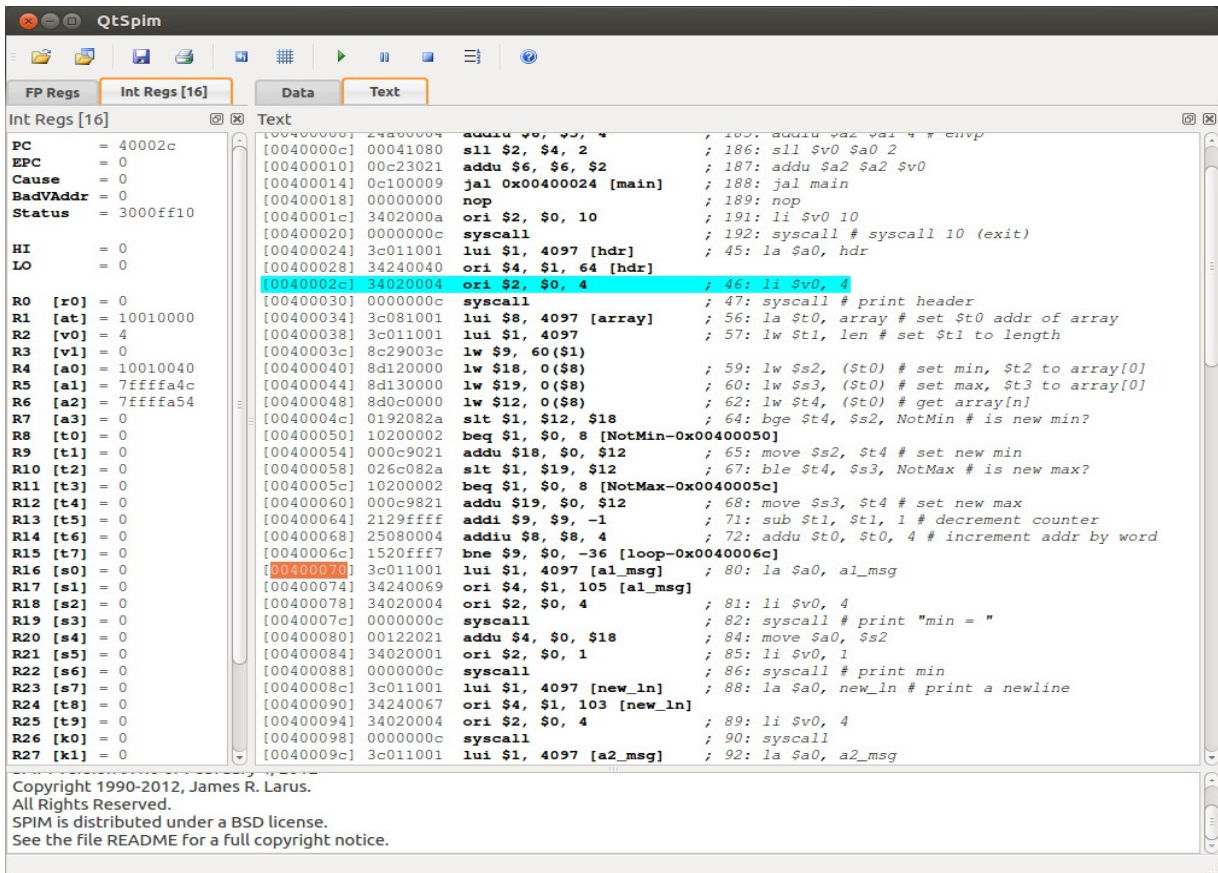 QtSpim
FP Regs
Int Regs [16]
Data
Text
Int Regs [16]
PC = 40002c
EPC = 0
Cause = 0
BadVAddr = 0
Status = 3000ff10
HI = 0
LO = 0
R0 [r0] = 0
R1 [at] = 10010000
R2 [v0] = 4
R3 [v1] = 0
R4 [a0] = 10010040
R5 [a1] = 7ffffa4c
R6 [a2] = 7ffffa54
R7 [a3] = 0
R8 [t0] = 0
R9 [t1] = 0
R10 [t2] = 0
R11 [t3] = 0
R12 [t4] = 0
R13 [t5] = 0
R14 [t6] = 0
R15 [t7] = 0
R16 [s0] = 0
R17 [s1] = 0
R18 [s2] = 0
R19 [s3] = 0
R20 [s4] = 0
R21 [s5] = 0
R22 [s6] = 0
R23 [s7] = 0
R24 [t8] = 0
R25 [t9] = 0
R26 [k0] = 0
R27 [k1] = 0
Text
[00400008] 24a60004 addiu $6, $5, 4 ; 185: addiu $a2 $a1 4 # envp
[0040000c] 00041080 sll $2, $4, 2 ; 186: sll $v0 $a0 2
[00400010] 00c23021 addu $6, $6, $2 ; 187: addu $a2 $a2 $v0
[00400014] 0c100009 jal 0x00400024 [main] ; 188: jal main
[00400018] 00000000 nop ; 189: nop
[0040001c] 3402000a ori $2, $0, 10 ; 191: li $v0 10
[00400020] 0000000c syscall ; 192: syscall # syscall 10 (exit)
[00400024] 3c011001 lui $1, 4097 [hdr] ; 45: la $a0, hdr
[00400028] 34240040 ori $4, $1, 64 [hdr]
[0040002c] 34020004 ori $2, $0, 4 ; 46: li $v0, 4
[00400030] 0000000c syscall ; 47: syscall # print header
[00400034] 3c081001 lui $8, 4097 [array] ; 56: la $t0, array # set $t0 addr of array
[00400038] 3c011001 lui $1, 4097 ; 57: lw $t1, len # set $t1 to length
[0040003c] 8c29003c lw $9, 60($1)
[00400040] 8d120000 lw $18, 0($8) ; 59: lw $s2, ($t0) # set min, $t2 to array[0]
[00400044] 8d130000 lw $19, 0($8) ; 60: lw $s3, ($t0) # set max, $t3 to array[0]
[00400048] 8d0c0000 lw $12, 0($8) ; 62: lw $t4, ($t0) # get array[n]
[0040004c] 0192082a slt $1, $12, $18 ; 64: bge $t4, $s2, NotMin # is new min?
[00400050] 10200002 beq $1, $0, 8 [NotMin-0x00400050]
[00400054] 000c9021 addu $18, $0, $12 ; 65: move $s2, $t4 # set new min
[00400058] 026c082a slt $1, $19, $12 ; 67: ble $t4, $s3, NotMax # is new max?
[0040005c] 10200002 beq $1, $0, 8 [NotMax-0x0040005c]
[00400060] 000c9821 addu $19, $0, $12 ; 68: move $s3, $t4 # set new max
[00400064] 2129ffff addi $9, $9, -1 ; 71: sub $t1, $t1, 1 # decrement counter
[00400068] 25080004 addiu $8, $8, 4 ; 72: addu $t0, $t0, 4 # increment addr by word
[0040006c] 1520fff7 bne $9, $0, -36 [loop-0x0040006c]
[00400070] 3c011001 lui $1, 4097 [a1_msg] ; 80: la $a0, a1_msg
[00400074] 34240069 ori $4, $1, 105 [a1_msg]
[00400078] 34020004 ori $2, $0, 4 ; 81: li $v0, 4
[0040007c] 0000000c syscall ; 82: syscall # print "min = "
[00400080] 00122021 addu $4, $0, $18 ; 84: move $a0, $s2
[00400084] 34020001 ori $2, $0, 1 ; 85: li $v0, 1
[00400088] 0000000c syscall ; 86: syscall # print min
[0040008c] 3c011001 lui $1, 4097 [new_ln] ; 88: la $a0, new_ln # print a newline
[00400090] 34240067 ori $4, $1, 103 [new_ln]
[00400094] 34020004 ori $2, $0, 4 ; 89: li $v0, 4
[00400098] 0000000c syscall ; 90: syscall
[0040009c] 3c011001 lui $1, 4097 [a2_msg] ; 92: la $a0, a2_msg
Copyright 1990-2012, James R. Larus.
All Rights Reserved.
SPIM is distributed under a BSD license.
See the file README for a full copyright notice.